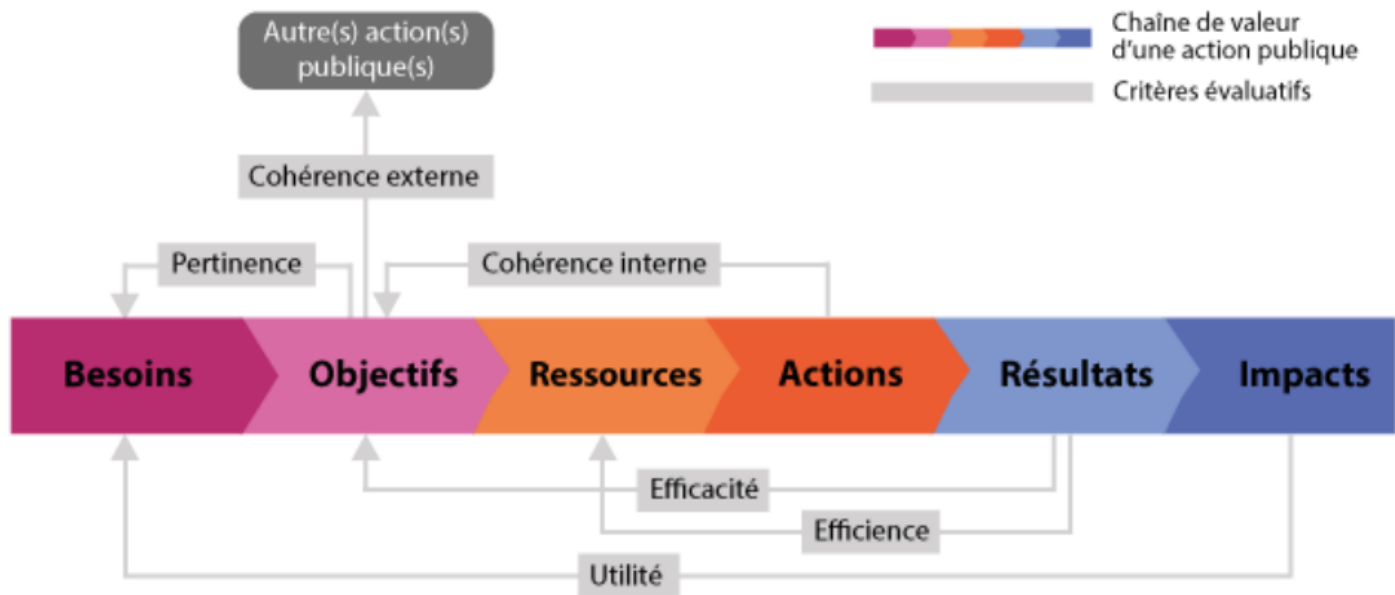 Autre(s) action(s)
publique(s)
Chaîne de valeur
d'une action publique
Critères évaluatifs
Cohérence externe
Pertinence
Cohérence interne
Besoins
Objectifs
Ressources
Actions
Résultats
Impacts
Efficacité
Efficience
Utilité